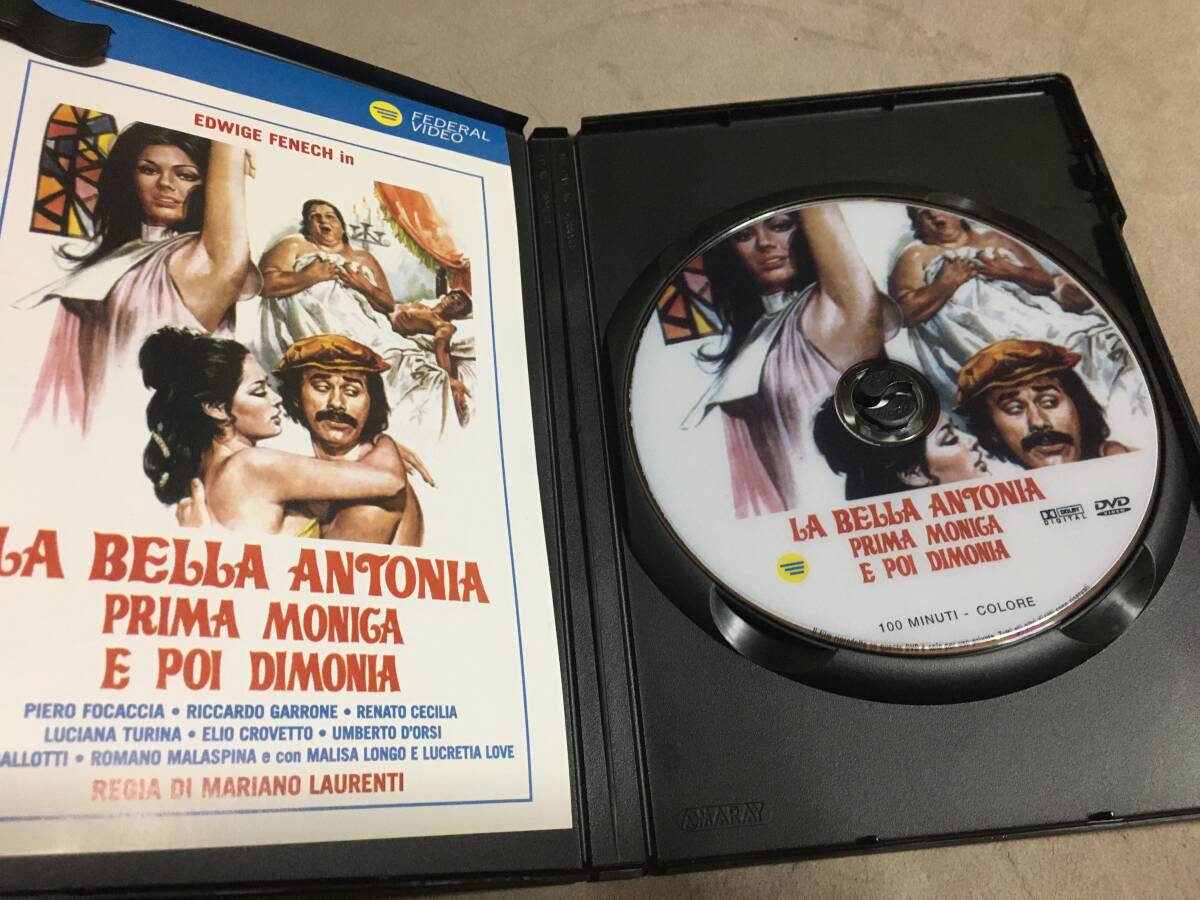 FEDERAL
VIDEO
EDWIGE FENECH in
LA BELLA ANTONIA
PRIMA MONICA
E POI DIMONIA
PIERO FOCACCIA • RICCARDO GARRONE • RENATO CECILIA
LUCIANA TURINA • ELIO CROVETTO • UMBERTO D'ORSI
ALLOTTI • ROMANO MALASPINA e con MALISA LONGO E LUCRETIA LOVE
REGIA DI MARIANO LAURENTI
LA BELLA ANTONIA
PRIMA MONICA
E POI DIMONIA
DOLBY
DIGITAL
DVD
VIDEO
100 MINUTI - COLORE
AMARAY